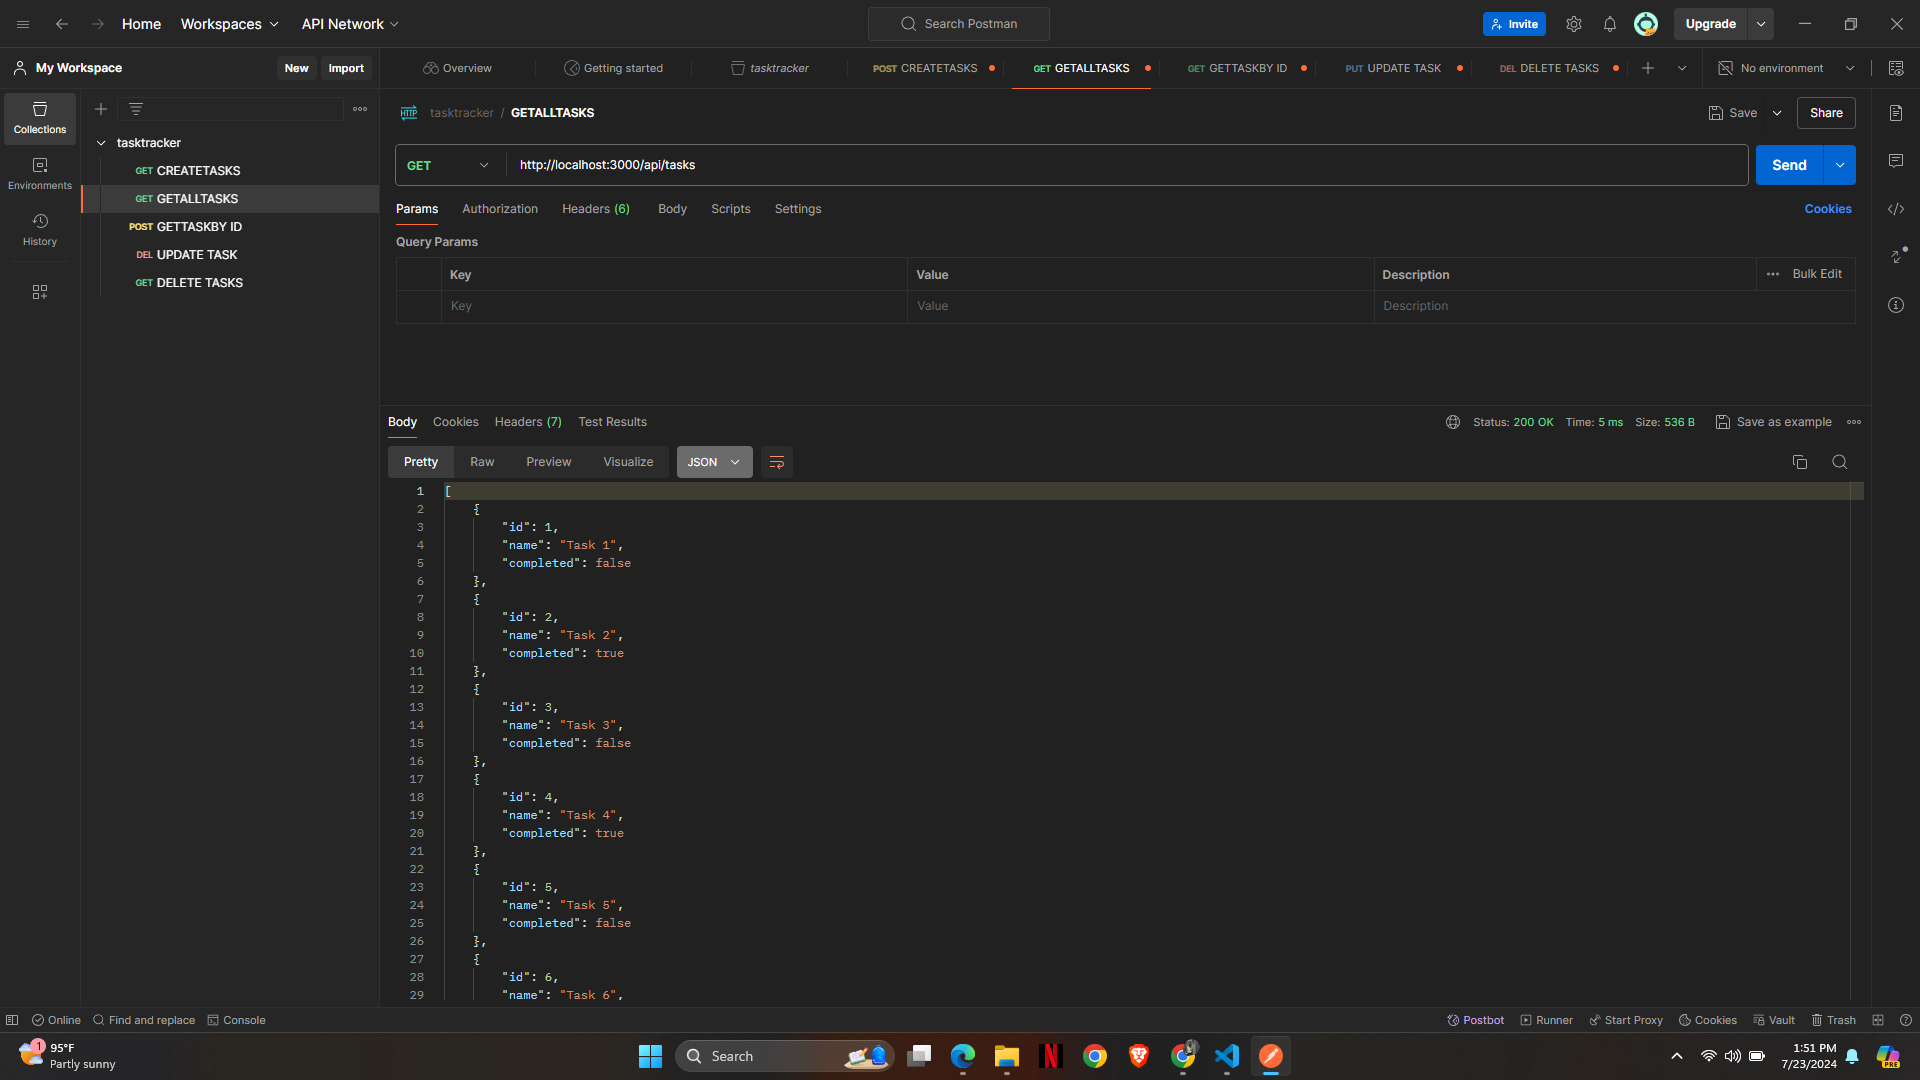 Home Workspaces API Network Search Postman Invite Upgrade
My Workspace New Import Overview Getting started tasktracker POST CREATETASKS GET GETALLTASKS GET GETTASKBY ID PUT UPDATE TASK DEL DELETE TASKS No environment
Collections
Environments
History
tasktracker
GET CREATETASKS
GET GETALLTASKS
POST GETTASKBY ID
DEL UPDATE TASK
GET DELETE TASKS
HTTP tasktracker / GETALLTASKS Save Share
GET http://localhost:3000/api/tasks Send
Params Authorization Headers (6) Body Scripts Settings Cookies
Query Params
Key Value Description Bulk Edit
Key Value Description
Body Cookies Headers (7) Test Results Status: 200 OK Time: 5 ms Size: 536 B Save as example
Pretty Raw Preview Visualize JSON
1 [
2 {
3 "id": 1,
4 "name": "Task 1",
5 "completed": false
6 },
7 {
8 "id": 2,
9 "name": "Task 2",
10 "completed": true
11 },
12 {
13 "id": 3,
14 "name": "Task 3",
15 "completed": false
16 },
17 {
18 "id": 4,
19 "name": "Task 4",
20 "completed": true
21 },
22 {
23 "id": 5,
24 "name": "Task 5",
25 "completed": false
26 },
27 {
28 "id": 6,
29 "name": "Task 6",
Online Find and replace Console Postbot Runner Start Proxy Cookies Vault Trash
1 95°F
Partly sunny
Search
1:51 PM
7/23/2024
PRE